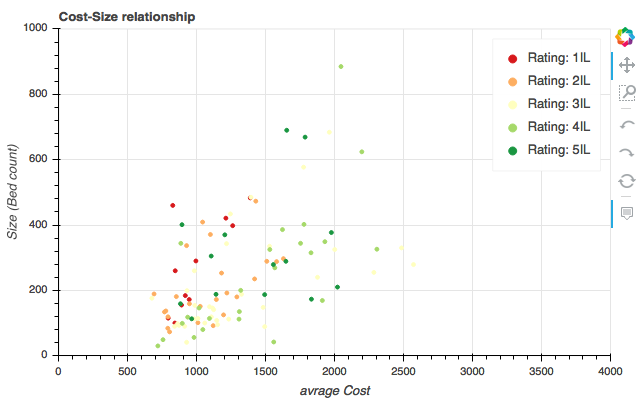 Cost-Size relationship
1000
800
600
400
200
0
Size (Bed count)
Rating: 1IL
Rating: 2IL
Rating: 3IL
Rating: 4IL
Rating: 5IL
0 500 1000 1500 2000 2500 3000 3500 4000
avrage Cost